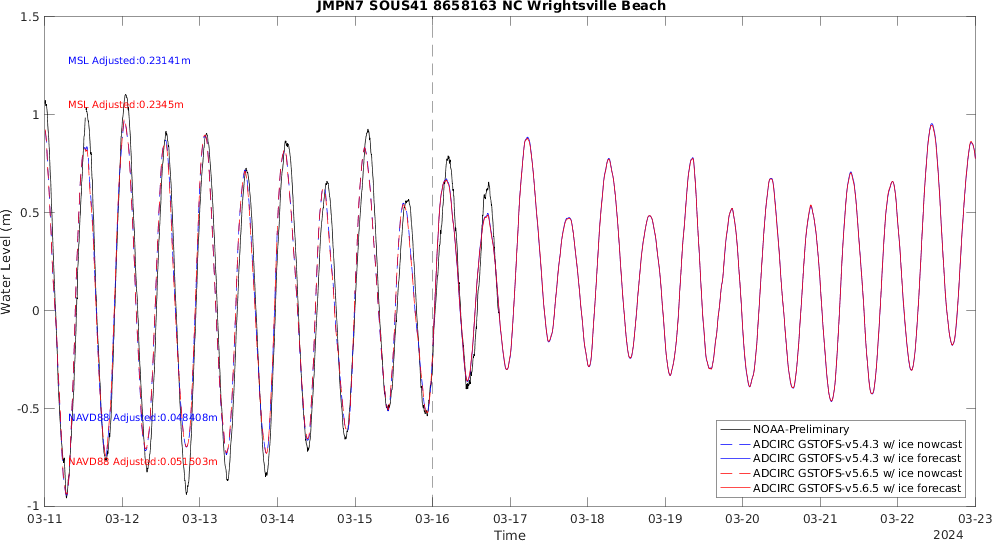 JMPN7 SOUS41 8658163 NC Wrightsville Beach
1.5
MSL Adjusted:0.23141m
MSL Adjusted:0.2345m
1
0.5
Water Level (m)
0
-0.5
NAVD88 Adjusted:0.048408m
NAVD88 Adjusted:0.051503m
-1
NOAA-Preliminary
ADCIRC GSTOFS-v5.4.3 w/ ice nowcast
ADCIRC GSTOFS-v5.4.3 w/ ice forecast
ADCIRC GSTOFS-v5.6.5 w/ ice nowcast
ADCIRC GSTOFS-v5.6.5 w/ ice forecast
03-11 03-12 03-13 03-14 03-15 03-16 03-17 03-18 03-19 03-20 03-21 03-22 03-23
Time
2024